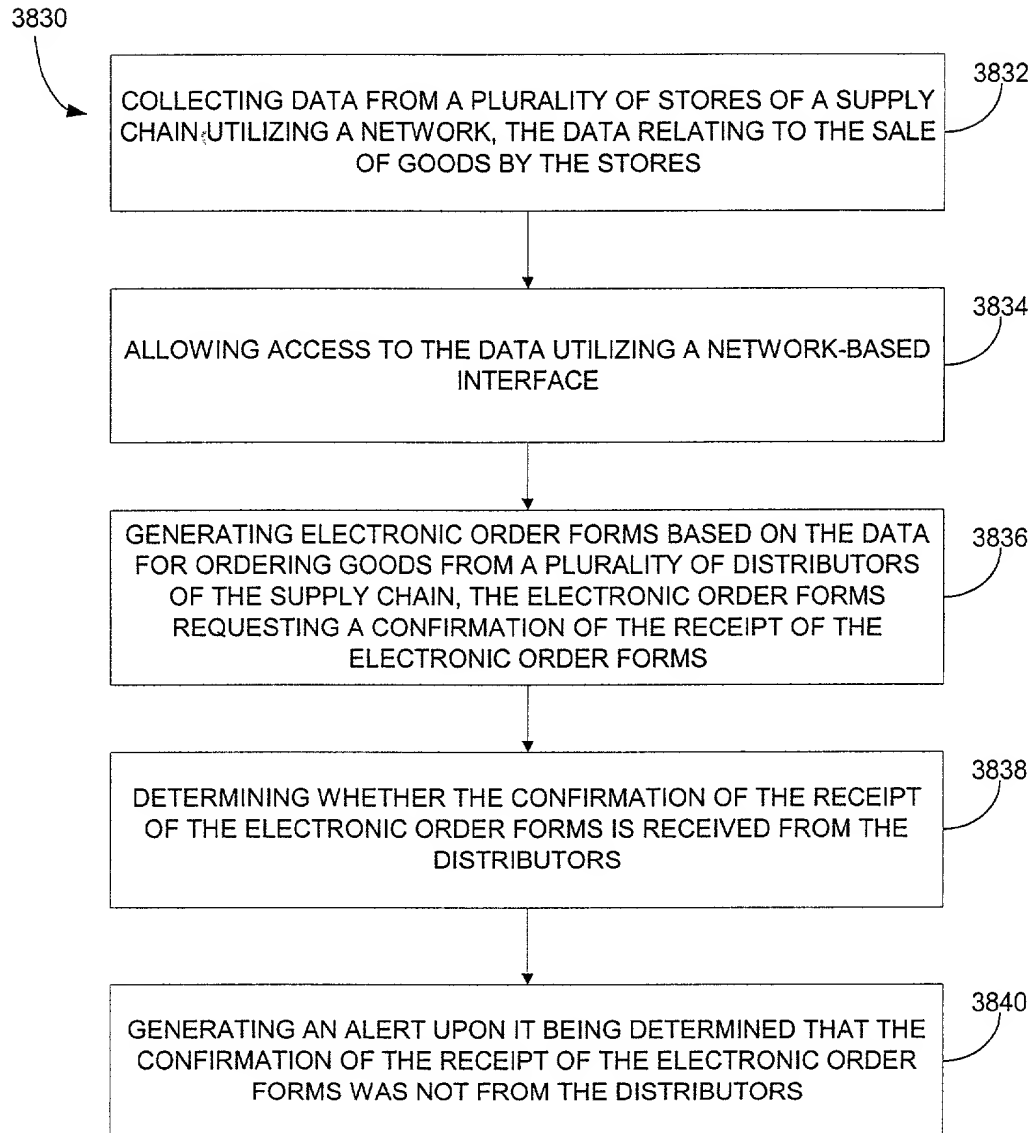 3830
3832
COLLECTING DATA FROM A PLURALITY OF STORES OF A SUPPLY
CHAIN UTILIZING A NETWORK, THE DATA RELATING TO THE SALE
OF GOODS BY THE STORES
3834
ALLOWING ACCESS TO THE DATA UTILIZING A NETWORK-BASED
INTERFACE
3836
GENERATING ELECTRONIC ORDER FORMS BASED ON THE DATA
FOR ORDERING GOODS FROM A PLURALITY OF DISTRIBUTORS
OF THE SUPPLY CHAIN, THE ELECTRONIC ORDER FORMS
REQUESTING A CONFIRMATION OF THE RECEIPT OF THE
ELECTRONIC ORDER FORMS
3838
DETERMINING WHETHER THE CONFIRMATION OF THE RECEIPT
OF THE ELECTRONIC ORDER FORMS IS RECEIVED FROM THE
DISTRIBUTORS
3840
GENERATING AN ALERT UPON IT BEING DETERMINED THAT THE
CONFIRMATION OF THE RECEIPT OF THE ELECTRONIC ORDER
FORMS WAS NOT FROM THE DISTRIBUTORS